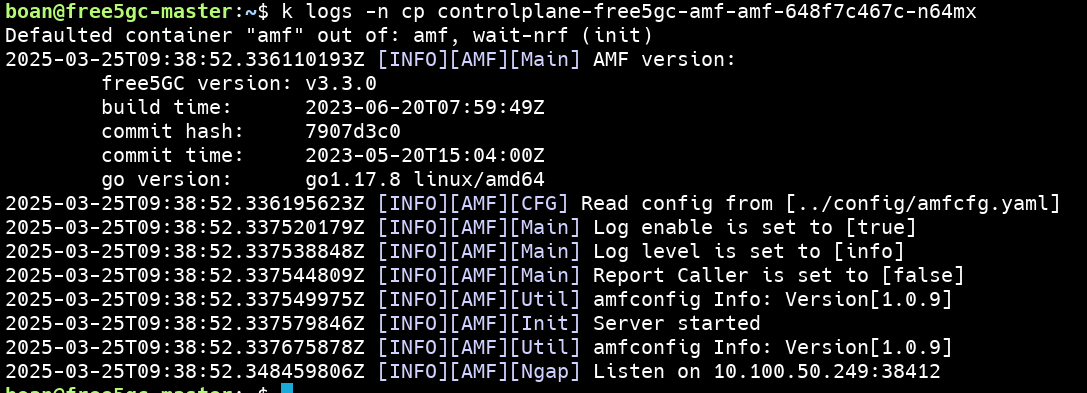 boan@free5gc-master:~$ k logs -n cp controlplane-free5gc-amf-amf-648f7c467c-n64mx
Defaulted container "amf" out of: amf, wait-nrf (init)
2025-03-25T09:38:52.336110193Z [INFO][AMF][Main] AMF version:
        free5GC version: v3.3.0
        build time:      2023-06-20T07:59:49Z
        commit hash:     7907d3c0
        commit time:     2023-05-20T15:04:00Z
        go version:      go1.17.8 linux/amd64
2025-03-25T09:38:52.336195623Z [INFO][AMF][CFG] Read config from [../config/amfcfg.yaml]
2025-03-25T09:38:52.337520179Z [INFO][AMF][Main] Log enable is set to [true]
2025-03-25T09:38:52.337538848Z [INFO][AMF][Main] Log level is set to [info]
2025-03-25T09:38:52.337544809Z [INFO][AMF][Main] Report Caller is set to [false]
2025-03-25T09:38:52.337549975Z [INFO][AMF][Util] amfconfig Info: Version[1.0.9]
2025-03-25T09:38:52.337579846Z [INFO][AMF][Init] Server started
2025-03-25T09:38:52.337675878Z [INFO][AMF][Util] amfconfig Info: Version[1.0.9]
2025-03-25T09:38:52.348459806Z [INFO][AMF][Ngap] Listen on 10.100.50.249:38412
boan@free5gc-master:~$